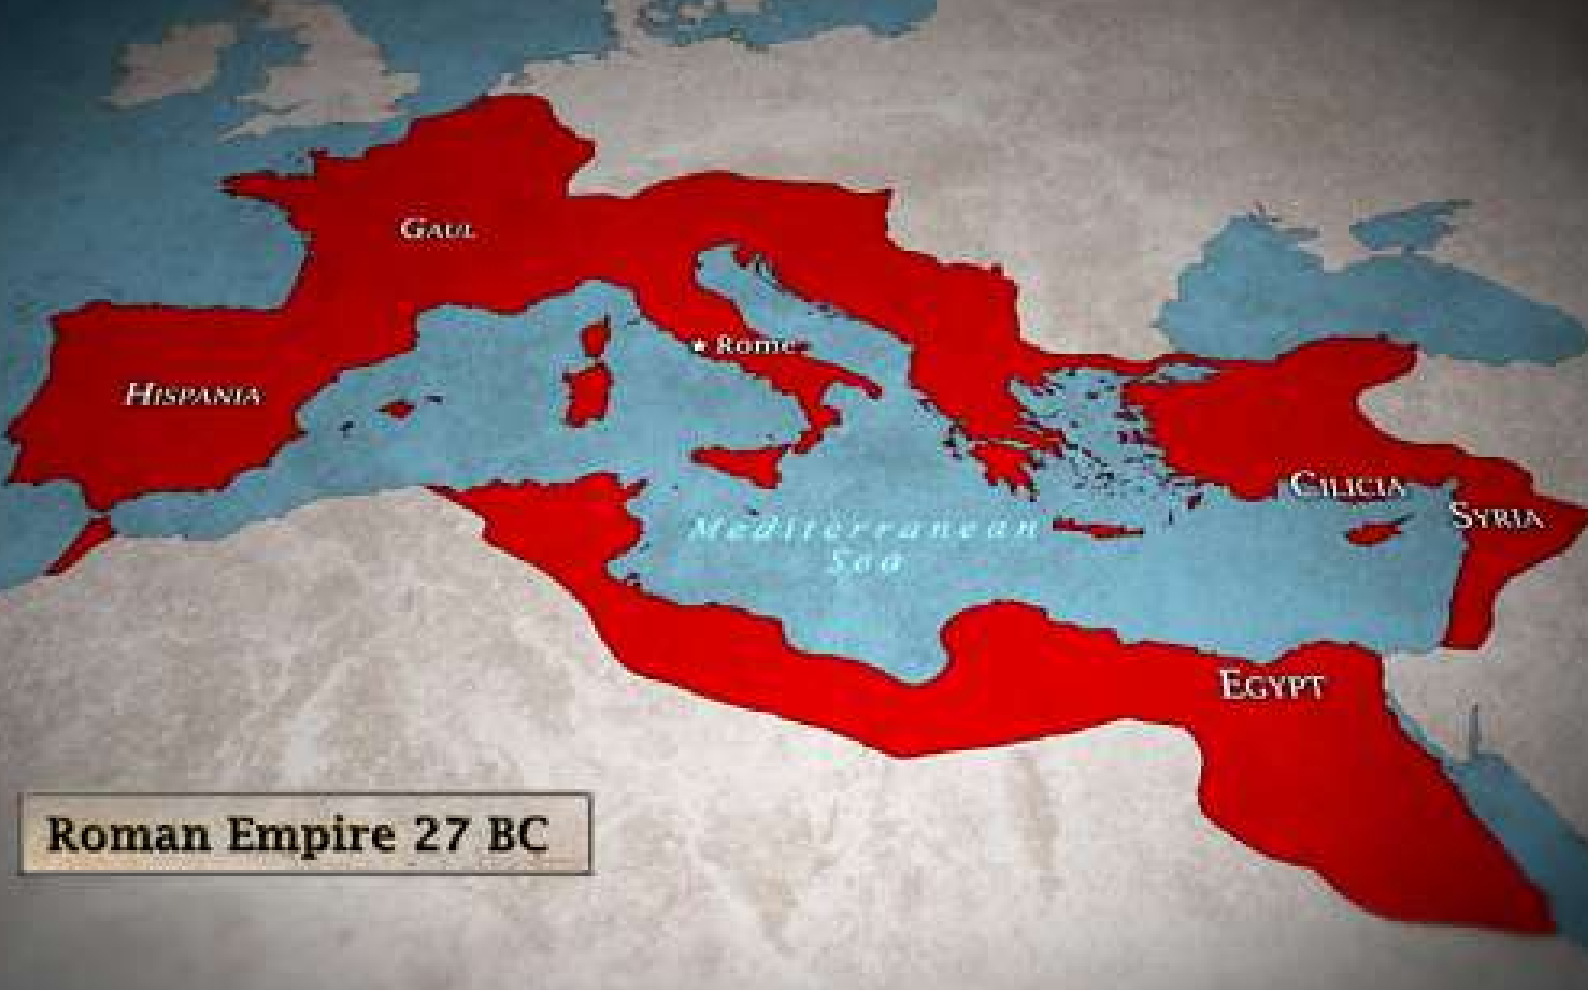 Gaul
Rome
Hispania
Cilicia
Syria
Mediterranean
Sea
Egypt
Roman Empire 27 BC